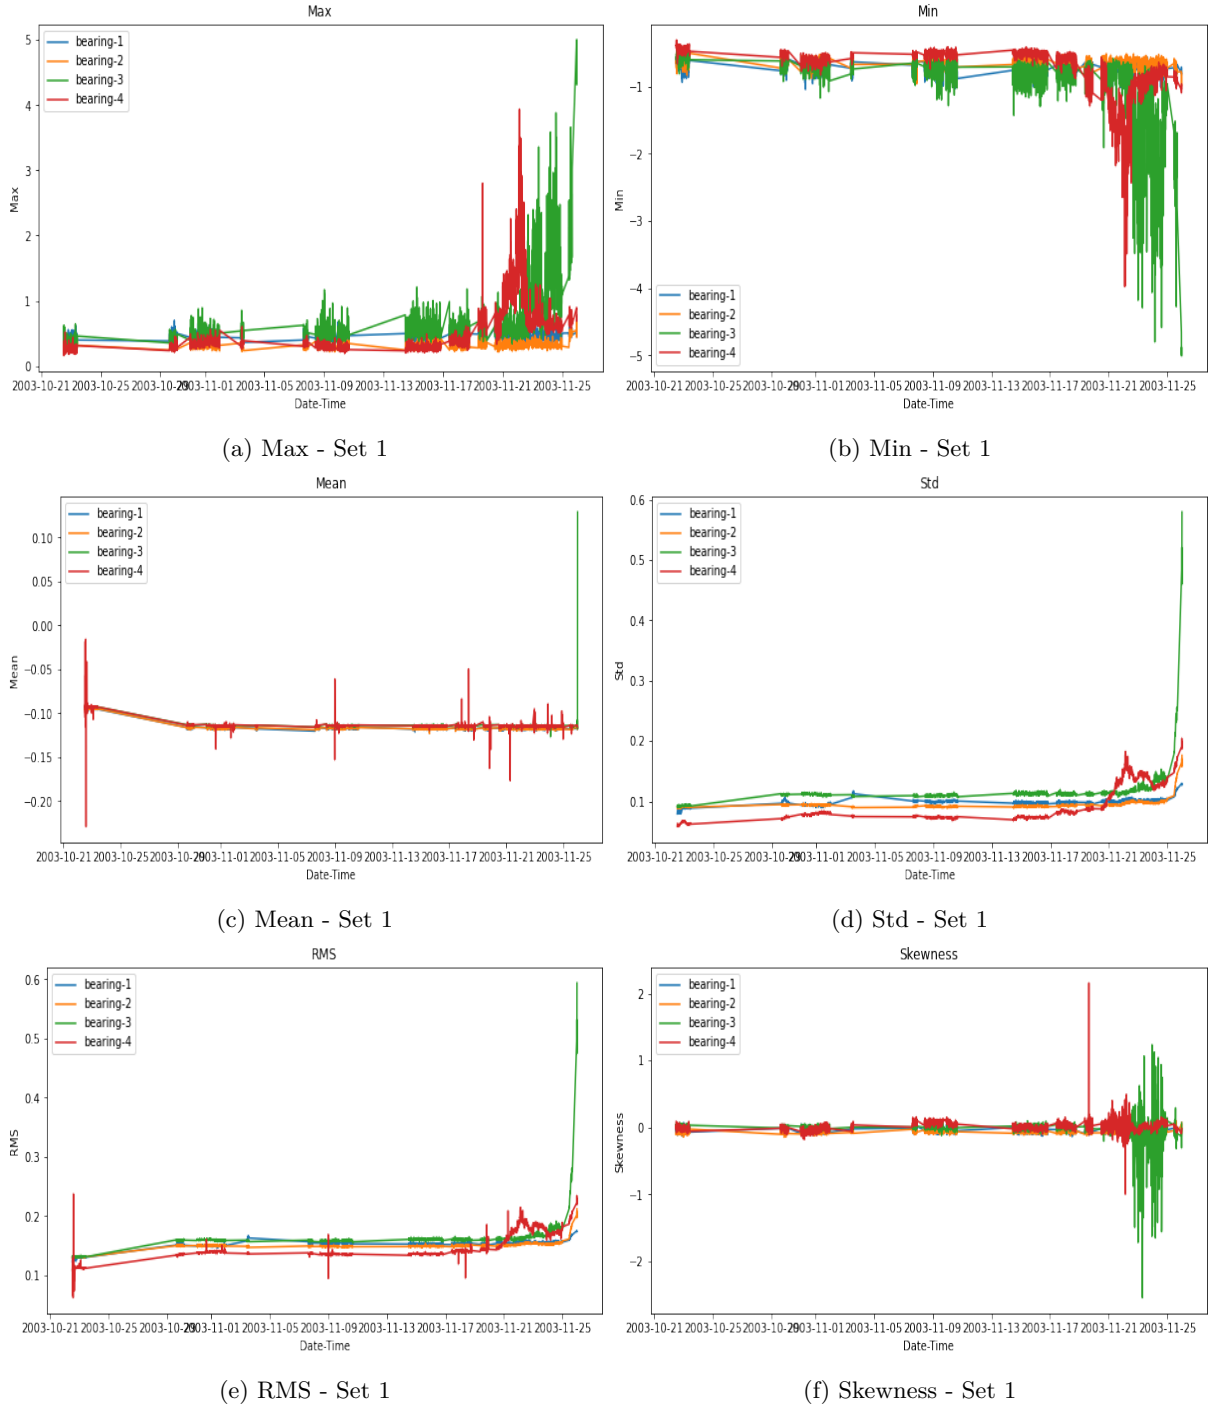 Max
bearing-1
bearing-2
bearing-3
bearing-4
5
4
3
2
1
0
Max
2003-10-21 2003-10-25 2003-10-29 2003-11-01 2003-11-05 2003-11-09 2003-11-13 2003-11-17 2003-11-21 2003-11-25
Date-Time
(a) Max - Set 1
Min
−1
−2
−3
−4
−5
Min
bearing-1
bearing-2
bearing-3
bearing-4
2003-10-21 2003-10-25 2003-10-29 2003-11-01 2003-11-05 2003-11-09 2003-11-13 2003-11-17 2003-11-21 2003-11-25
Date-Time
(b) Min - Set 1
Mean
bearing-1
bearing-2
bearing-3
bearing-4
0.10
0.05
0.00
−0.05
−0.10
−0.15
−0.20
Mean
2003-10-21 2003-10-25 2003-10-29 2003-11-01 2003-11-05 2003-11-09 2003-11-13 2003-11-17 2003-11-21 2003-11-25
Date-Time
(c) Mean - Set 1
Std
bearing-1
bearing-2
bearing-3
bearing-4
0.6
0.5
0.4
0.3
0.2
0.1
Std
2003-10-21 2003-10-25 2003-10-29 2003-11-01 2003-11-05 2003-11-09 2003-11-13 2003-11-17 2003-11-21 2003-11-25
Date-Time
(d) Std - Set 1
RMS
bearing-1
bearing-2
bearing-3
bearing-4
0.6
0.5
0.4
0.3
0.2
0.1
RMS
2003-10-21 2003-10-25 2003-10-29 2003-11-01 2003-11-05 2003-11-09 2003-11-13 2003-11-17 2003-11-21 2003-11-25
Date-Time
(e) RMS - Set 1
Skewness
bearing-1
bearing-2
bearing-3
bearing-4
2
1
0
−1
−2
Skewness
2003-10-21 2003-10-25 2003-10-29 2003-11-01 2003-11-05 2003-11-09 2003-11-13 2003-11-17 2003-11-21 2003-11-25
Date-Time
(f) Skewness - Set 1